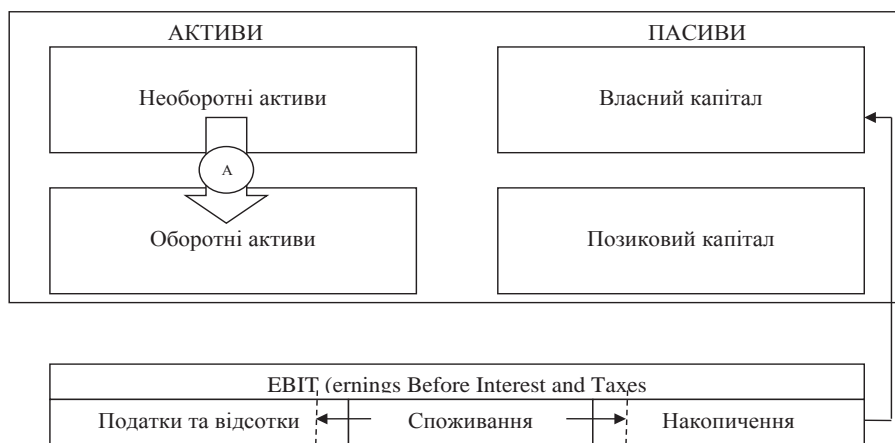 АКТИВИ ПАСИВИ
Необоротні активи Власний капітал
А
Оборотні активи Позиковий капітал
EBIT (ernings Before Interest and Taxes
Податки та відсотки Споживання Накопичення